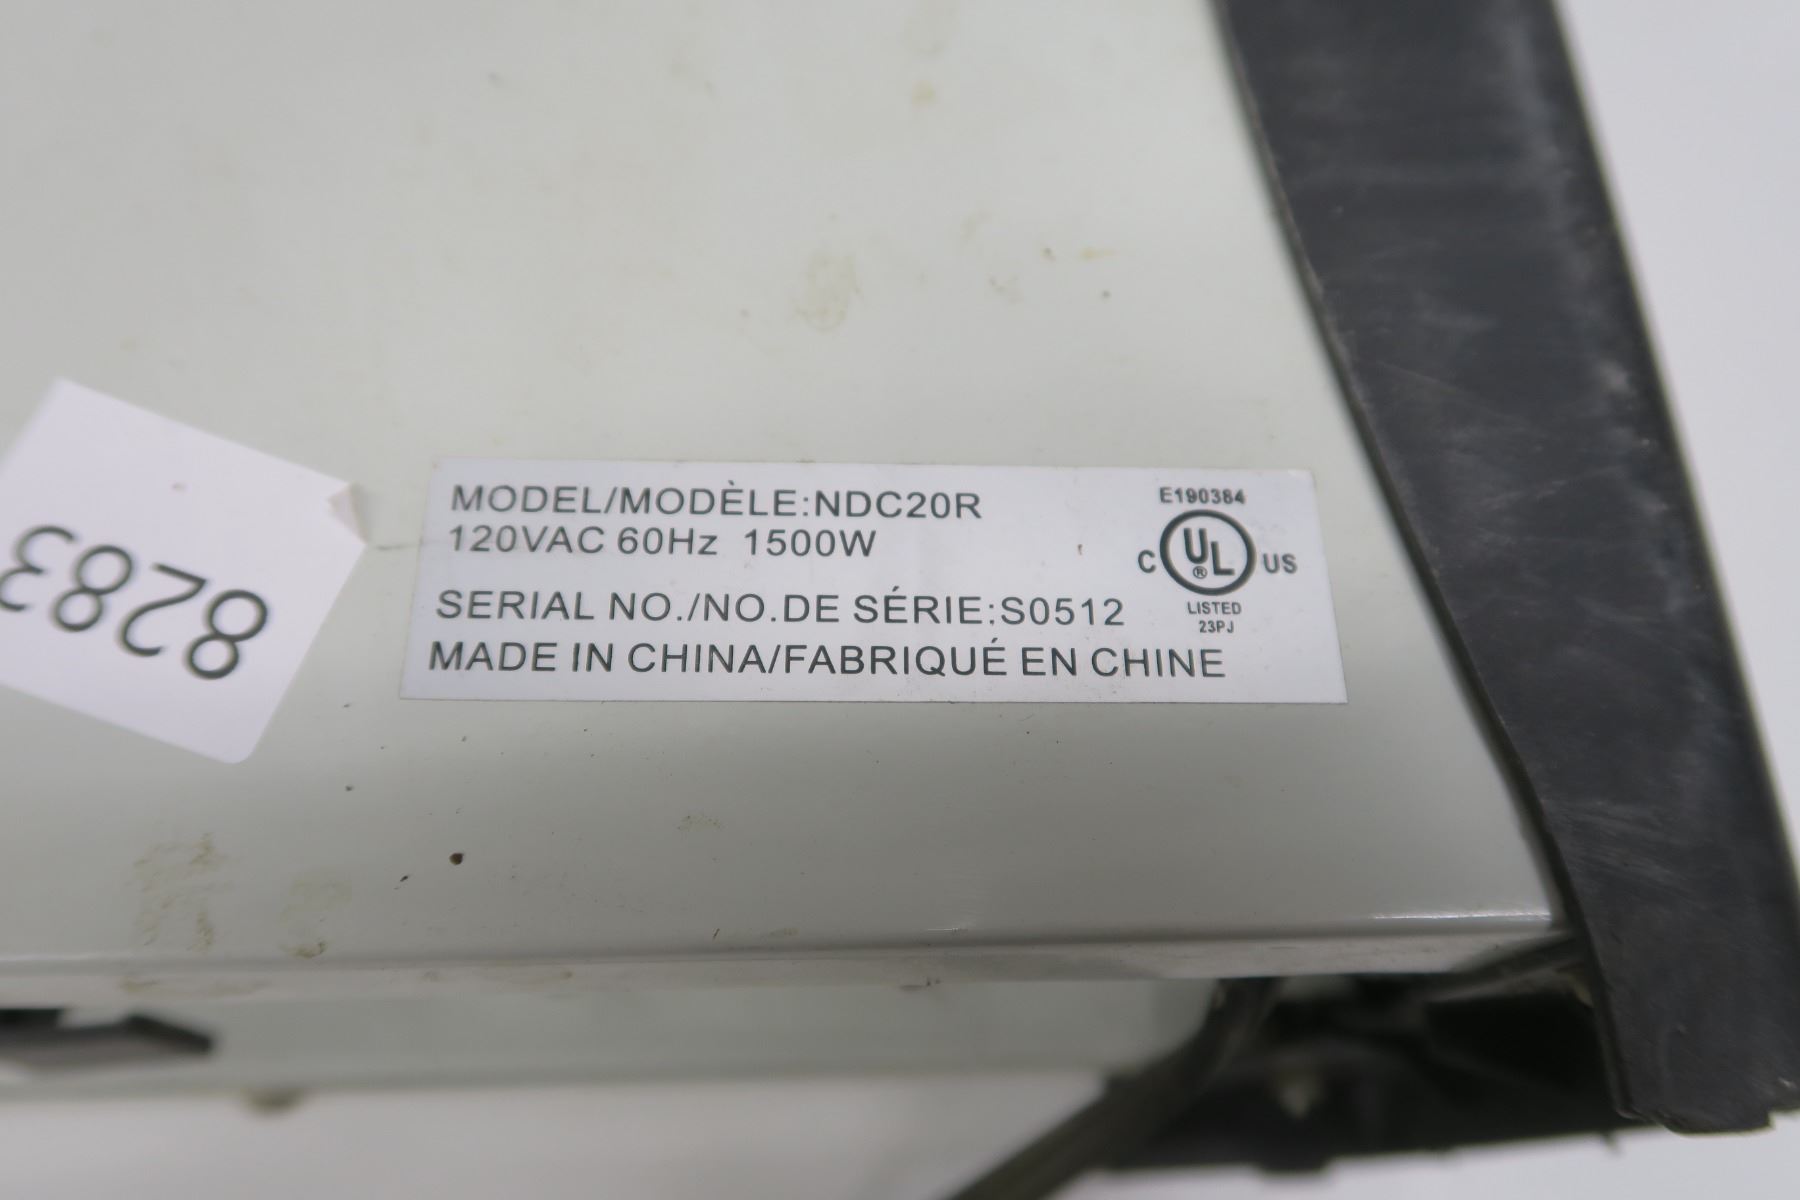 MODEL/MODÈLE:NDC20R
120VAC 60Hz 1500W
SERIAL NO./NO.DE SÉRIE:S0512
MADE IN CHINA/FABRIQUÉ EN CHINE
E190384
C UL® US
LISTED
23PJ
8283